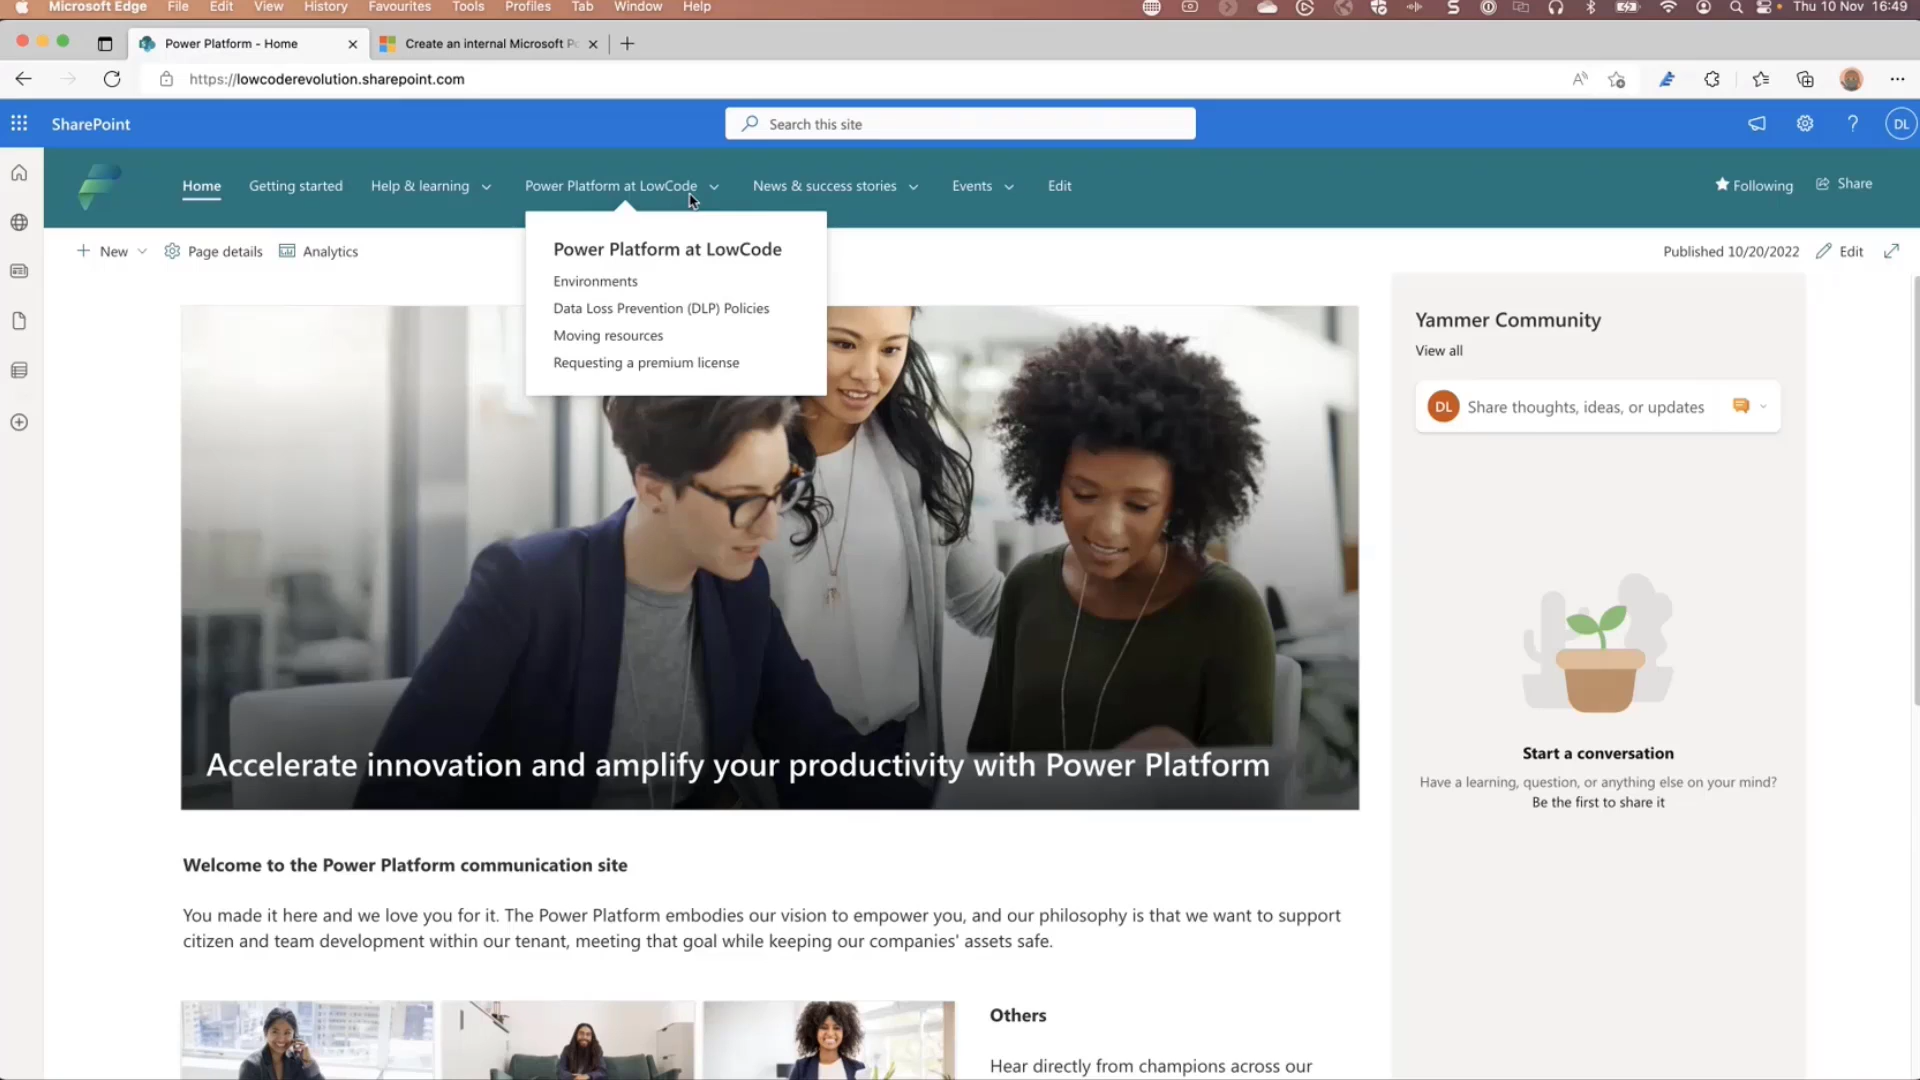 Microsoft Edge File Edit View History Favourites Tools Profiles Tab Window Help Thu 10 Nov 16:49
Power Platform - Home
Create an internal Microsoft Po
https://lowcoderevolution.sharepoint.com
SharePoint
Search this site
DL
Home
Getting started
Help & learning
Power Platform at LowCode
News & success stories
Events
Edit
Following
Share
New
Page details
Analytics
Published 10/20/2022
Edit
Power Platform at LowCode
Environments
Data Loss Prevention (DLP) Policies
Moving resources
Requesting a premium license
Accelerate innovation and amplify your productivity with Power Platform
Yammer Community
View all
DL
Share thoughts, ideas, or updates
Start a conversation
Have a learning, question, or anything else on your mind?
Be the first to share it
Welcome to the Power Platform communication site
You made it here and we love you for it. The Power Platform embodies our vision to empower you, and our philosophy is that we want to support
citizen and team development within our tenant, meeting that goal while keeping our companies' assets safe.
Others
Hear directly from champions across our